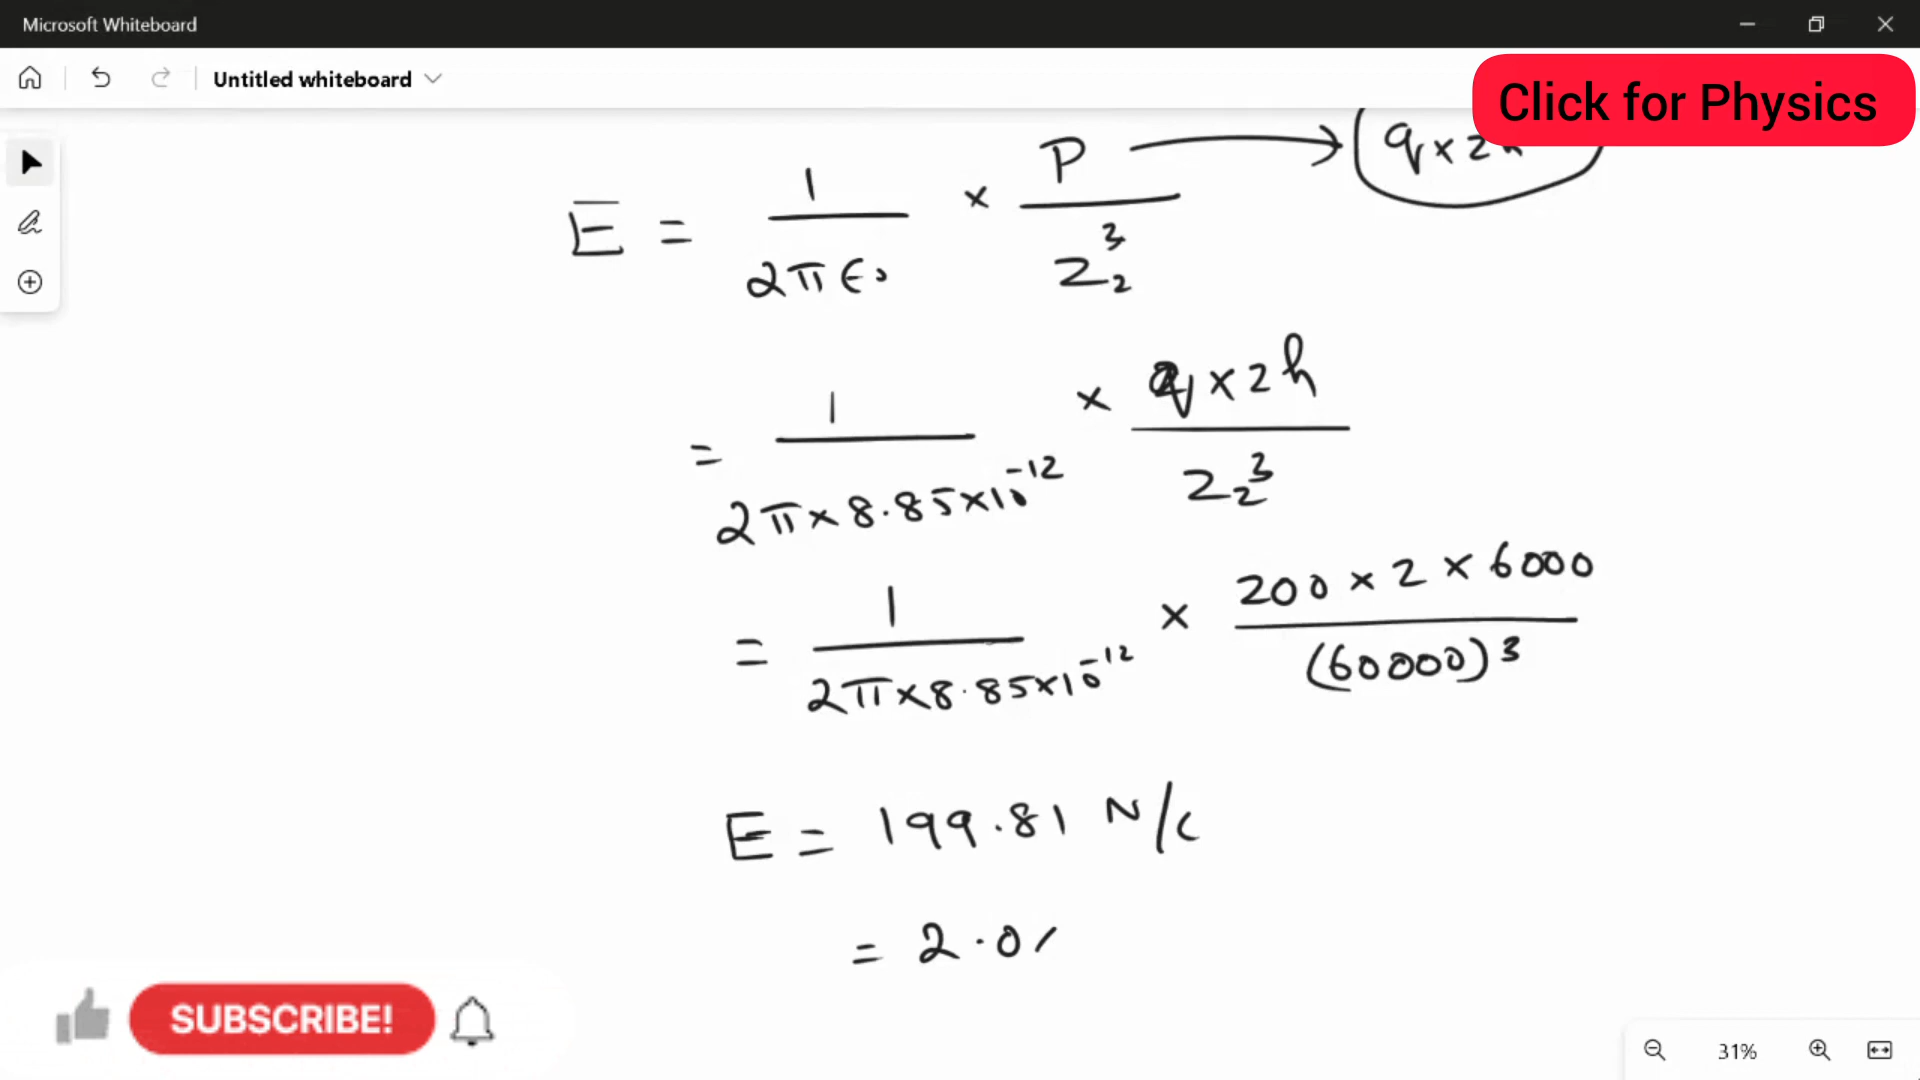 Microsoft Whiteboard
Untitled whiteboard
Click for Physics
E = 1/2πϵ₀ × P/z₂³ → q×2h
= 1/2π×8.85×10⁻¹² × q×2h/z₂³
= 1/2π×8.85×10⁻¹² × 200×2×6000/(60000)³
E = 199.81 N/C
= 2.0
SUBSCRIBE!
31%